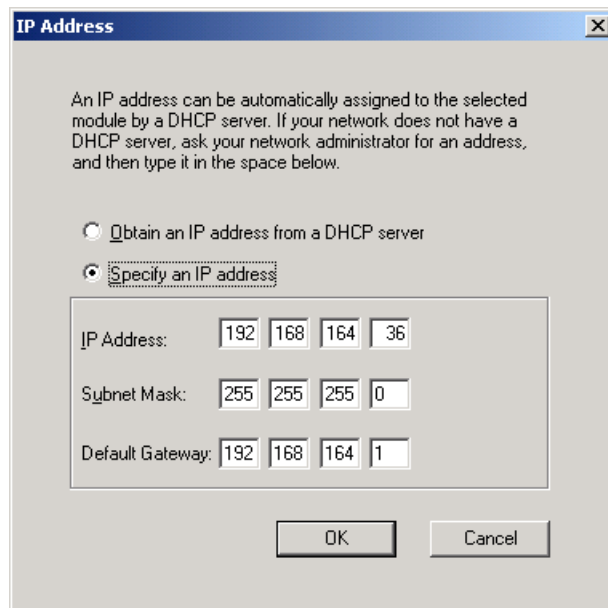 IP Address
An IP address can be automatically assigned to the selected
module by a DHCP server. If your network does not have a
DHCP server, ask your network administrator for an address,
and then type it in the space below.
Obtain an IP address from a DHCP server
Specify an IP address
IP Address: 192 168 164 36
Subnet Mask: 255 255 255 0
Default Gateway: 192 168 164 1
OK Cancel